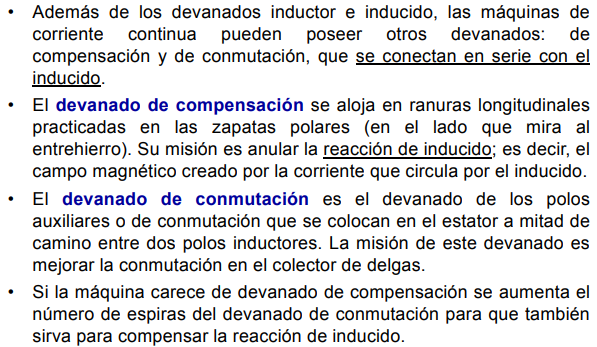 • Además de los devanados inductor e inducido, las máquinas de
corriente continua pueden poseer otros devanados: de
compensación y de conmutación, que se conectan en serie con el
inducido.
• El devanado de compensación se aloja en ranuras longitudinales
practicadas en las zapatas polares (en el lado que mira al
entrehierro). Su misión es anular la reacción de inducido; es decir, el
campo magnético creado por la corriente que circula por el inducido.
• El devanado de conmutación es el devanado de los polos
auxiliares o de conmutación que se colocan en el estator a mitad de
camino entre dos polos inductores. La misión de este devanado es
mejorar la conmutación en el colector de delgas.
• Si la máquina carece de devanado de compensación se aumenta el
número de espiras del devanado de conmutación para que también
sirva para compensar la reacción de inducido.